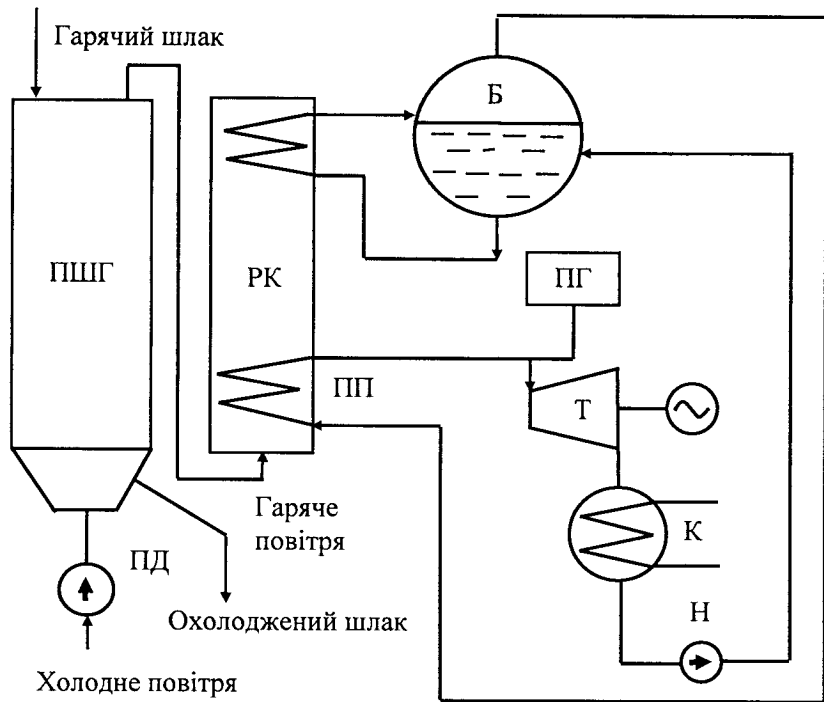 Гарячий шлак
Б
ПШГ
РК
ПГ
ПП
Т
Гаряче
повітря
К
ПД
Н
Охолоджений шлак
Холодне повітря